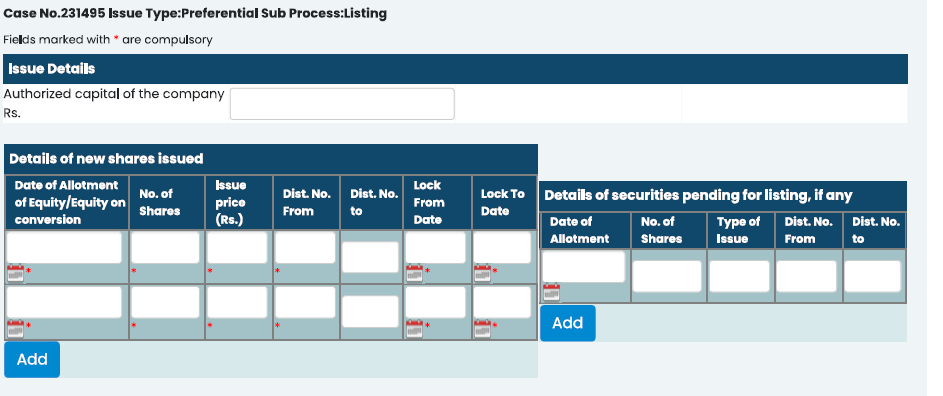 Case No.231495 Issue Type:Preferential Sub Process:Listing
Fields marked with * are compulsory
Issue Details
Authorized capital of the company
Rs.
Details of new shares issued
Date of Allotment
of Equity/Equity on
conversion
No. of
Shares
Issue
price
(Rs.)
Dist. No.
From
Dist. No.
to
Lock
From
Date
Lock To
Date
* * * * * *
* * * * * *
Add
Details of securities pending for listing, if any
Date of
Allotment
No. of
Shares
Type of
Issue
Dist. No.
From
Dist. No.
to
Add